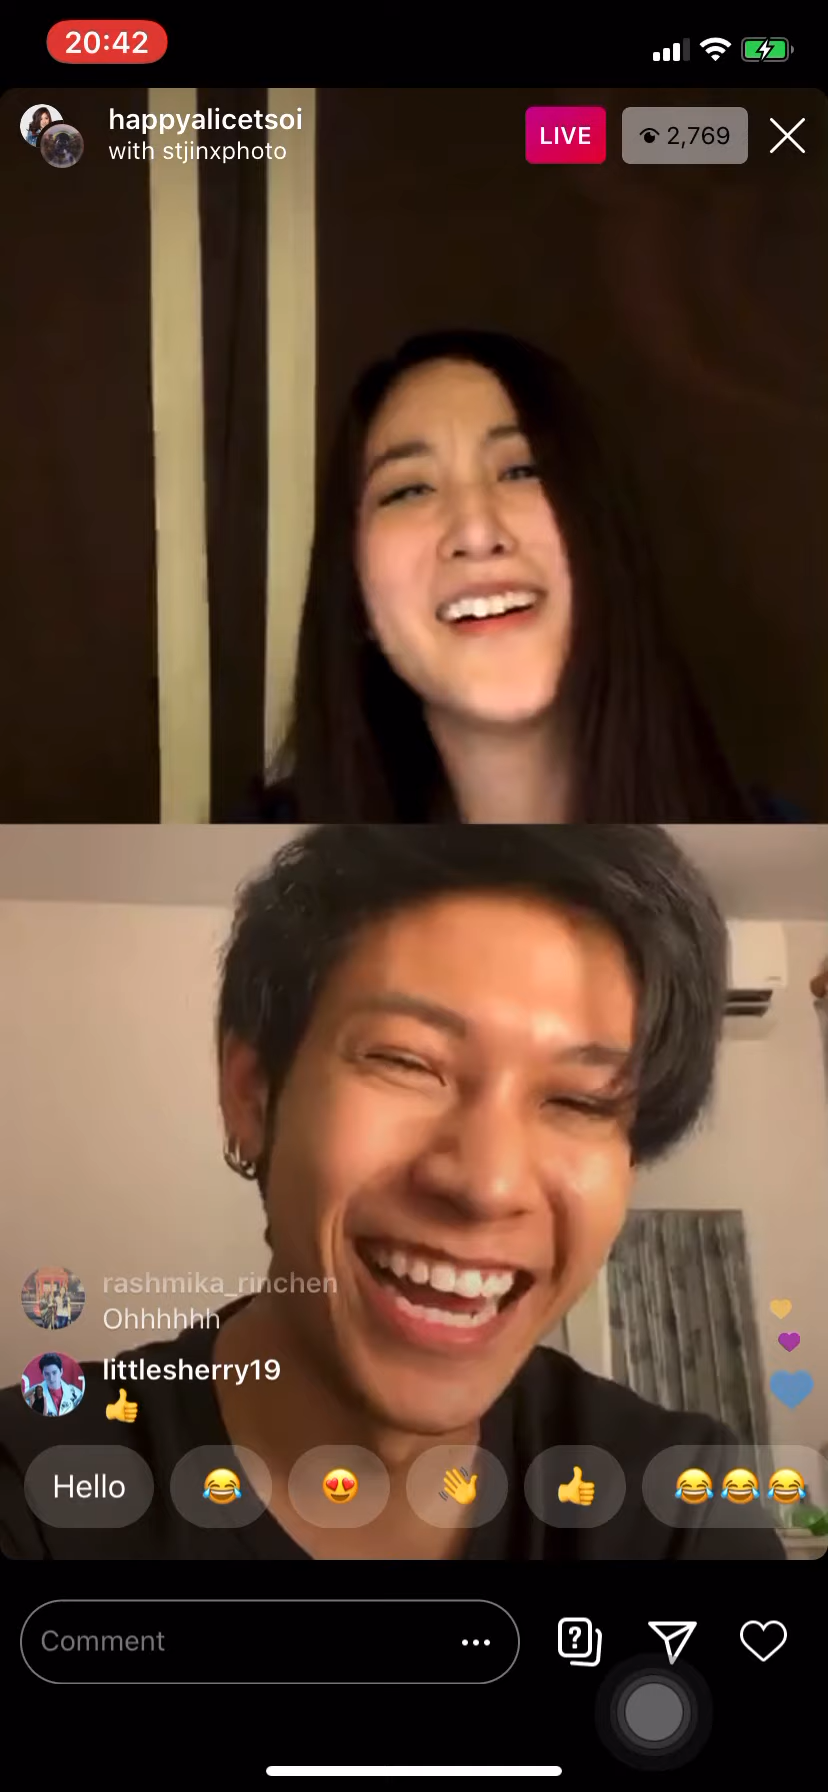 20:42
happyalicetsoi
with stjinxphoto
LIVE
2,769
rashmika_rinchen
Ohhhhhh
littlesherry19
👍
Hello
😂
😍
👋
👍
😂😂😂
Comment